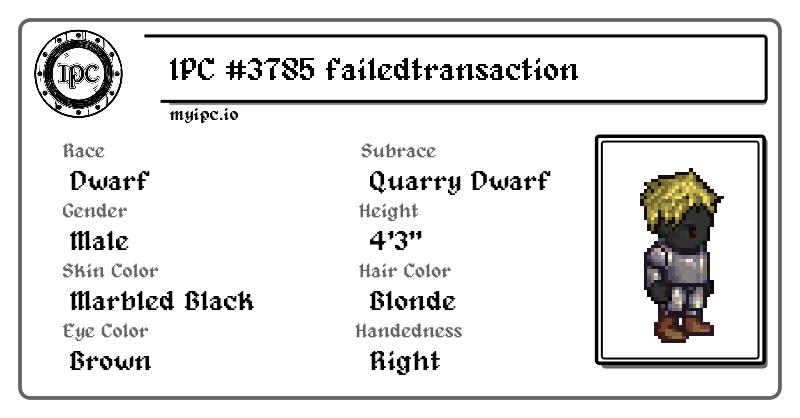 IPC
IPC #3785 failedtransaction
myipc.io
Race
Subrace
Dwarf
Quarry Dwarf
Gender
Height
Male
4'3"
Skin Color
Hair Color
Marbled Black
Blonde
Eye Color
Handedness
Brown
Right